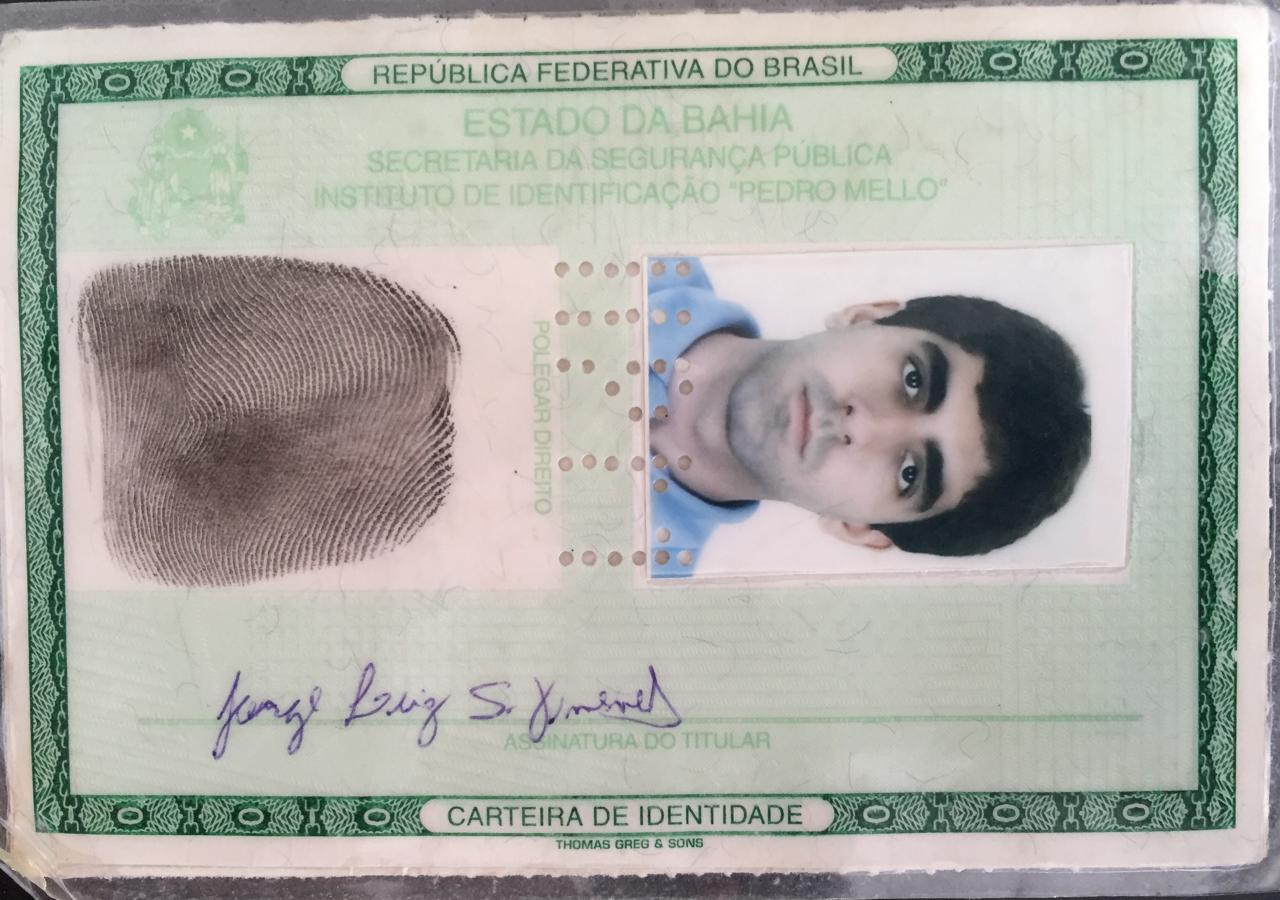 REPÚBLICA FEDERATIVA DO BRASIL
ESTADO DA BAHIA
SECRETARIA DA SEGURANÇA PÚBLICA
INSTITUTO DE IDENTIFICAÇÃO "PEDRO MELLO"
POLEGAR DIREITO
Jorge Luiz S. Ximenes
ASSINATURA DO TITULAR
CARTEIRA DE IDENTIDADE
THOMAS GREG & SONS